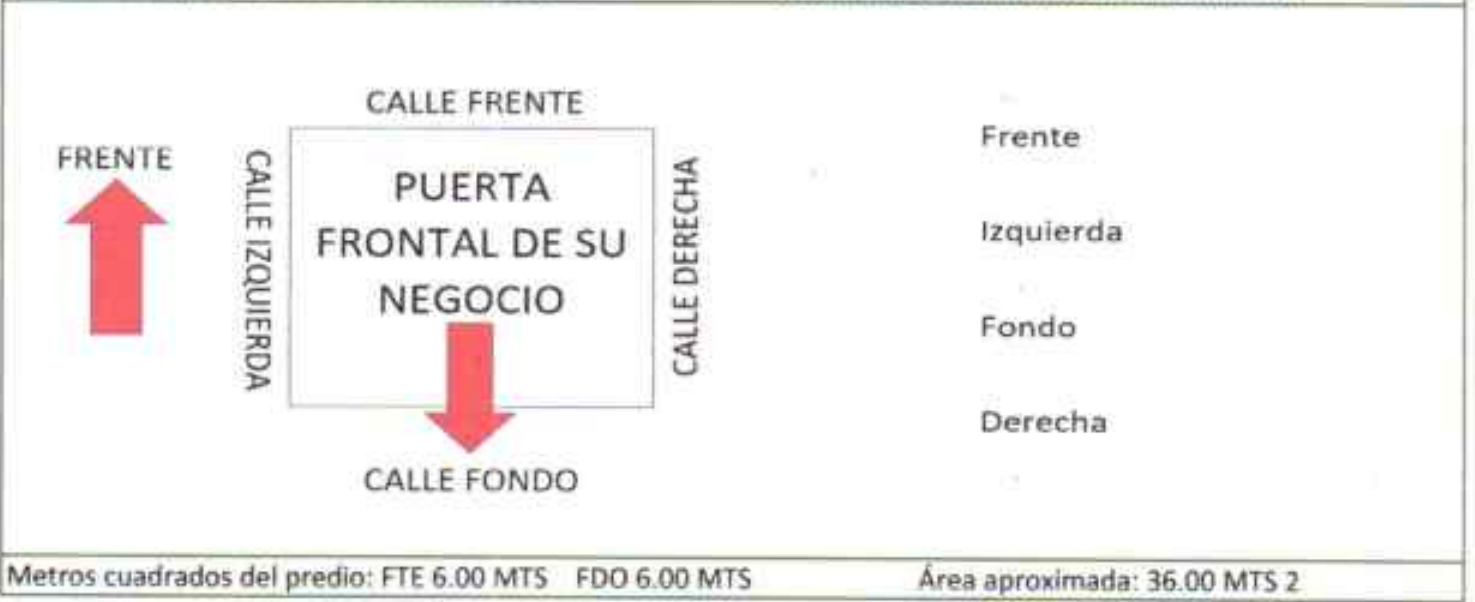 CALLE FRENTE
FRENTE
CALLE IZQUIERDA
PUERTA
FRONTAL DE SU
NEGOCIO
CALLE DERECHA
CALLE FONDO
Frente
Izquierda
Fondo
Derecha
Metros cuadrados del predio: FTE 6.00 MTS FDO 6.00 MTS
Área aproximada: 36.00 MTS 2